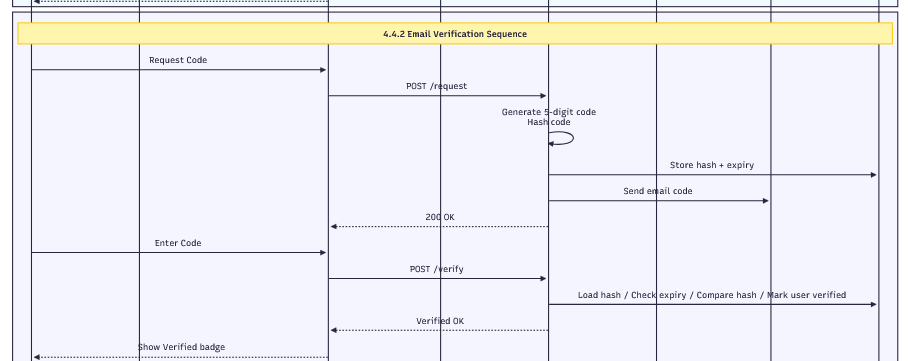 4.4.2 Email Verification Sequence
Request Code
POST /request
Generate 5-digit code
Hash code
Store hash + expiry
Send email code
200 OK
Enter Code
POST /verify
Load hash / Check expiry / Compare hash / Mark user verified
Verified OK
Show Verified badge